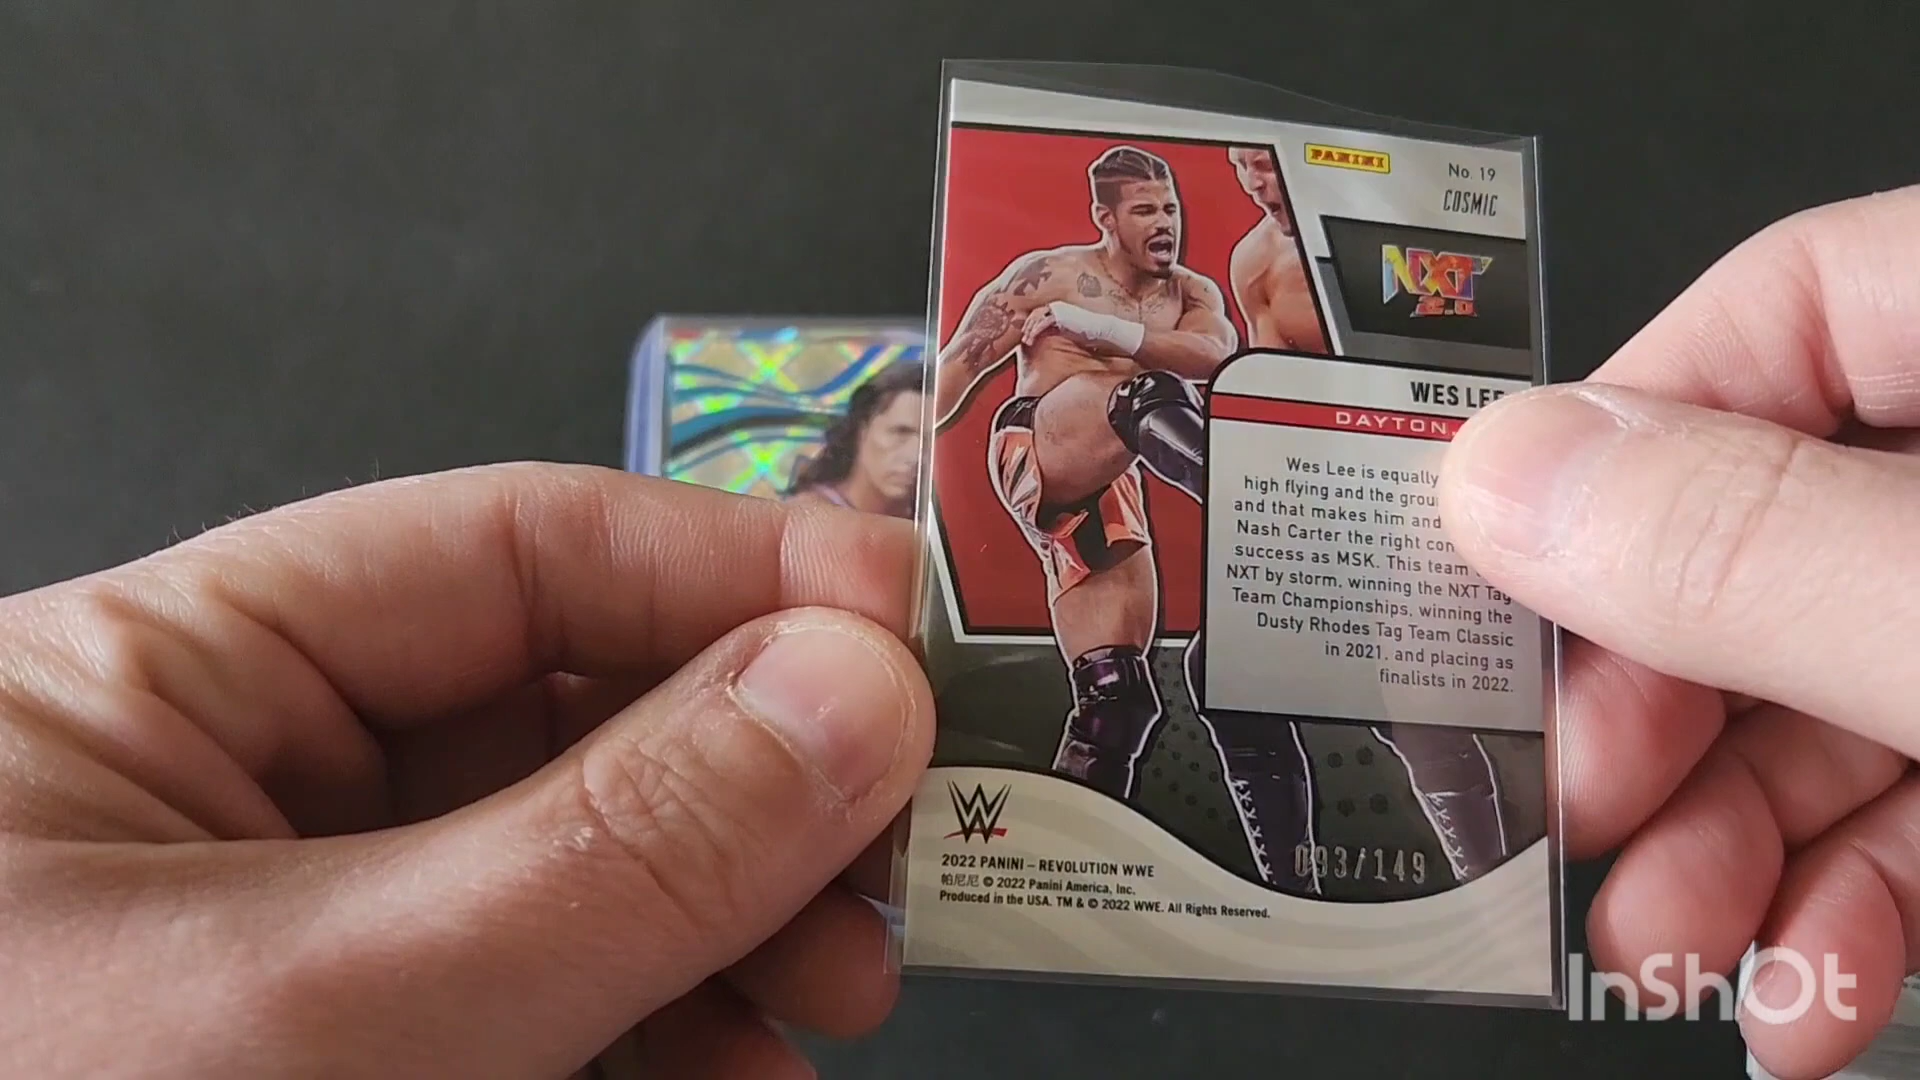 PANINI
No. 19
COSMIC
NXT
2.0
WES LEE
DAYTON,
Wes Lee is equally
high flying and the
and that makes him and
Nash Carter the right
success as MSK. This team
NXT by storm, winning the NXT Tag
Team Championships, winning the
Dusty Rhodes Tag Team Classic
in 2021, and placing as
finalists in 2022.
W
093/149
2022 PANINI – REVOLUTION WWE
帕尼尼 © 2022 Panini America, Inc.
Produced in the USA. TM & © 2022 WWE. All Rights Reserved.
InShOt